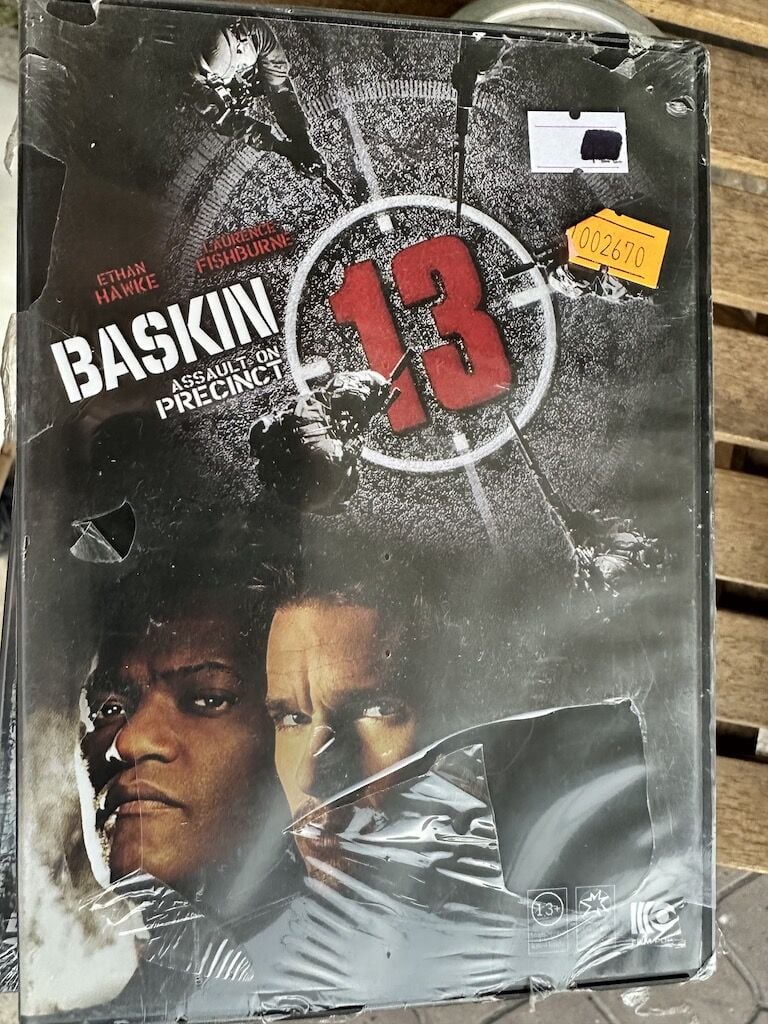 ETHAN
HAWKE
LAURENCE
FISHBURNE
BASKIN
ASSAULT ON
PRECINCT
13
002670
13+